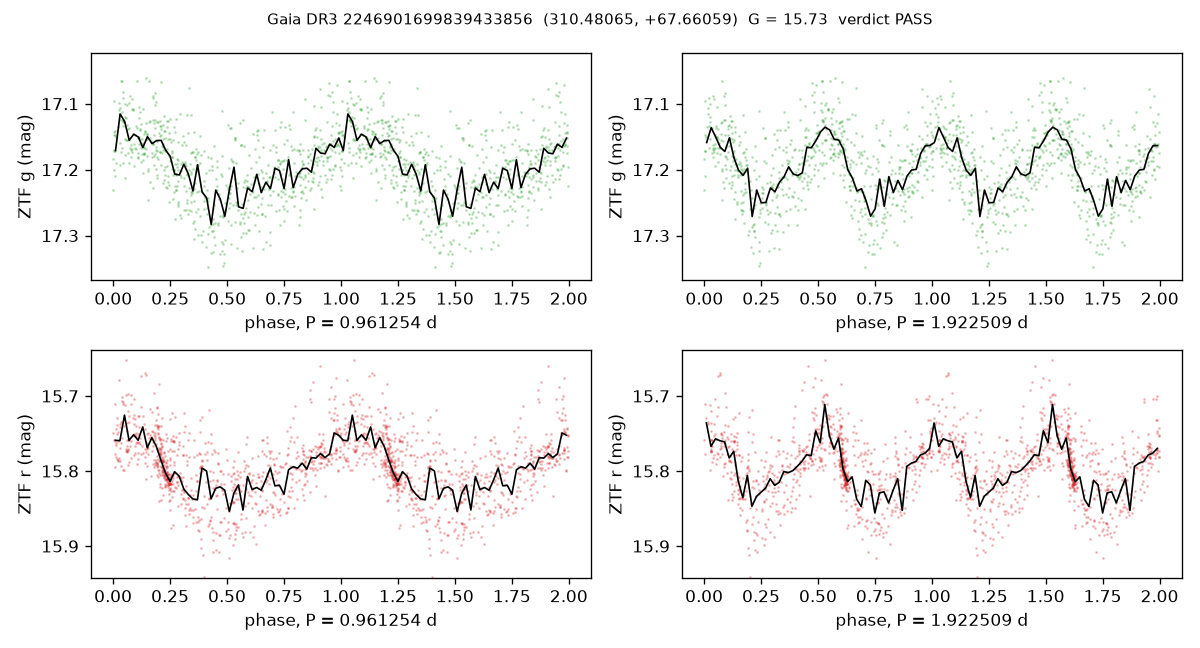 Gaia DR3 2246901699839433856  (310.48065, +67.66059)  G = 15.73  verdict PASS
ZTF g (mag)
17.1
17.2
17.3
0.00 0.25 0.50 0.75 1.00 1.25 1.50 1.75 2.00
phase, P = 0.961254 d
ZTF g (mag)
17.1
17.2
17.3
0.00 0.25 0.50 0.75 1.00 1.25 1.50 1.75 2.00
phase, P = 1.922509 d
ZTF r (mag)
15.7
15.8
15.9
0.00 0.25 0.50 0.75 1.00 1.25 1.50 1.75 2.00
phase, P = 0.961254 d
ZTF r (mag)
15.7
15.8
15.9
0.00 0.25 0.50 0.75 1.00 1.25 1.50 1.75 2.00
phase, P = 1.922509 d